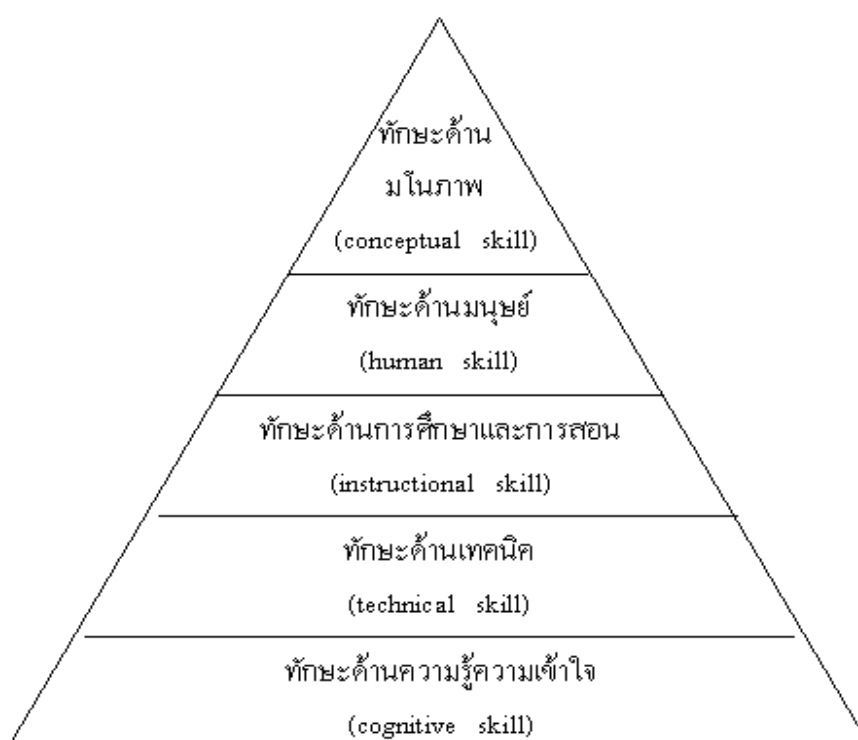 ทักษะด้าน
มโนภาพ
(conceptual skill)
ทักษะด้านมนุษย์
(human skill)
ทักษะด้านการศึกษาและการสอน
(instructional skill)
ทักษะด้านเทคนิค
(technical skill)
ทักษะด้านความรู้ความเข้าใจ
(cognitive skill)